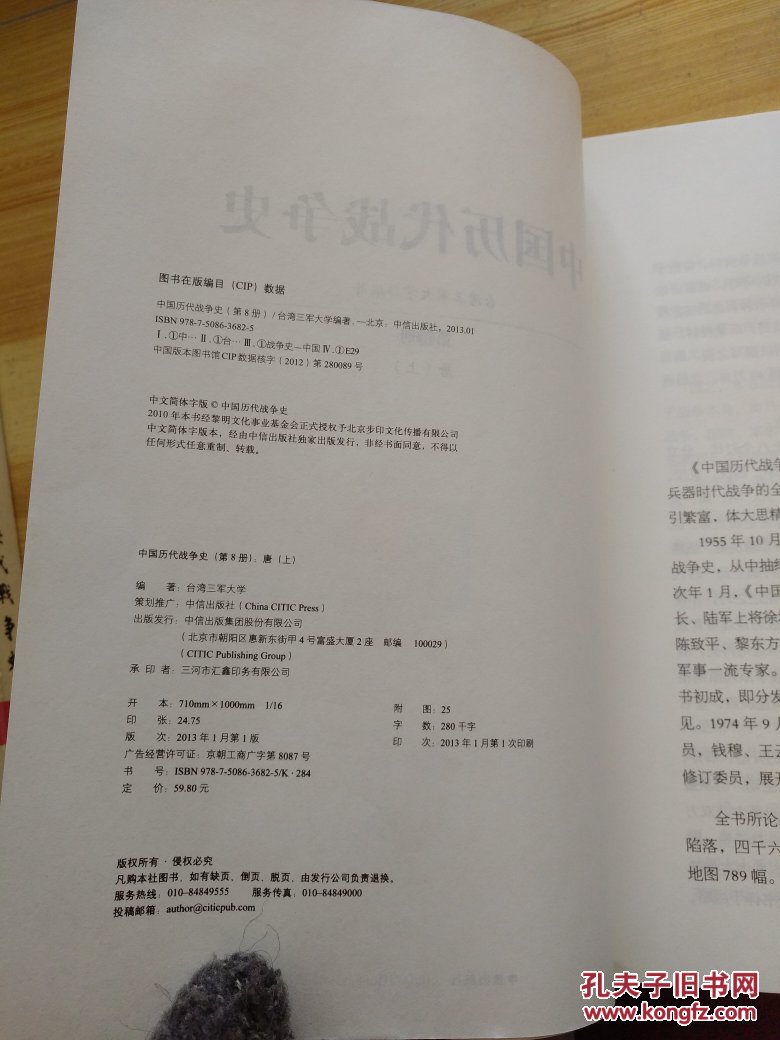 图书在版编目（CIP）数据
中国历代战争史（第8册）/台湾三军大学编著.—北京：中信出版社，2013.01
ISBN 978-7-5086-3682-5
Ⅰ.①中… Ⅱ.①台… Ⅲ.①战争史—中国 Ⅳ.①E29
中国版本图书馆CIP数据核字（2012）第280089号
中文简体字版©中国历代战争史
2010年本书经黎明文化事业基金会正式授权予北京步印文化传播有限公司
中文简体字版本，经由中信出版社独家出版发行，非经书面同意，不得以
任何形式任意重制、转载。
中国历代战争史（第8册）：唐（上）
编 著：台湾三军大学
策划推广：中信出版社（China CITIC Press）
出版发行：中信出版集团股份有限公司
（北京市朝阳区惠新东街甲4号富盛大厦2座 邮编 100029）
（CITIC Publishing Group）
承印者：三河市汇鑫印务有限公司
开 本：710mm×1000mm 1/16
印 张：24.75
版 次：2013年1月第1版
广告经营许可证：京朝工商广字第8087号
书 号：ISBN 978-7-5086-3682-5/K·284
定 价：59.80元
附 图：25
字 数：280千字
印 次：2013年1月第1次印刷
版权所有·侵权必究
凡购本社图书，如有缺页、倒页、脱页，由发行公司负责退换。
服务热线：010-84849555 服务传真：010-84849000
投稿邮箱：author@citicpub.com
《中国历代战争
兵器时代战争的全
引繁富，体大思精
1955年10月
战争史，从中抽绎
次年1月，《中国
长、陆军上将徐
陈致平、黎东方
军事一流专家。
书初成，即分发
见。1974年9月
员，钱穆、王云
修订委员，展开
全书所论
陷落，四千六
地图789幅。
代
戰
爭
孔夫子旧书网
www.kongfz.com